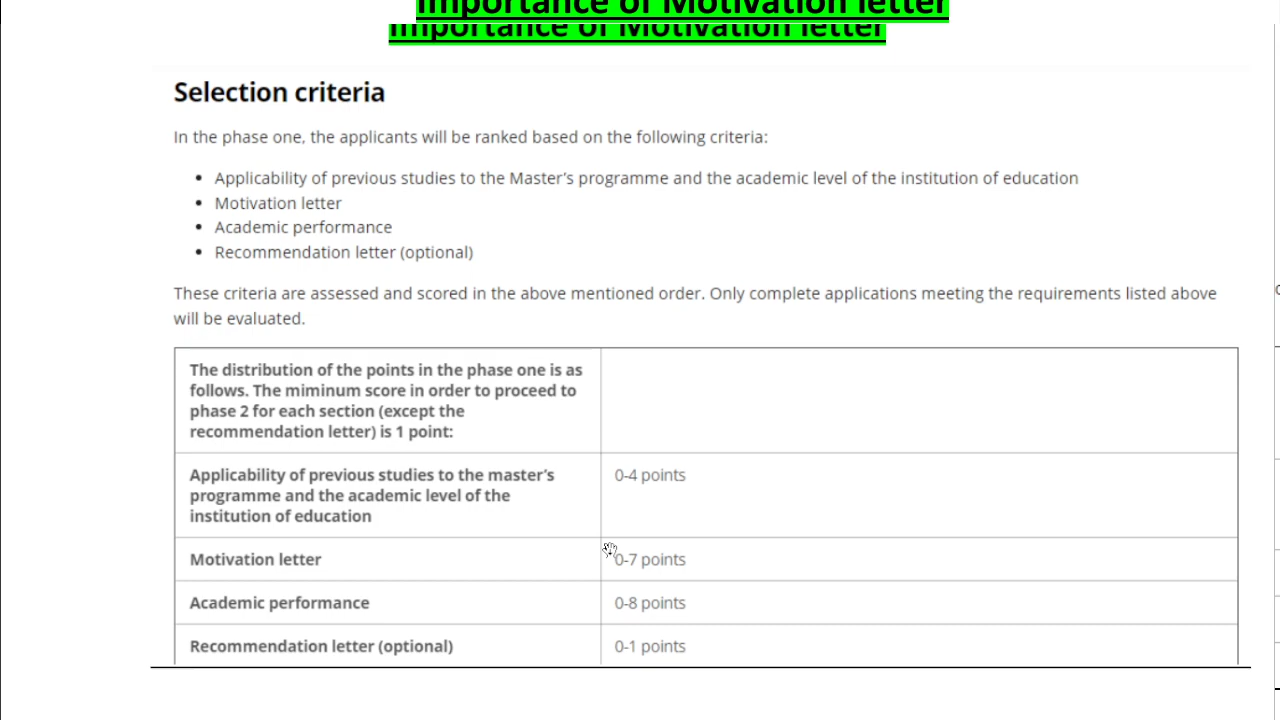 Importance of Motivation letter
Importance of Motivation letter
Selection criteria
In the phase one, the applicants will be ranked based on the following criteria:
• Applicability of previous studies to the Master’s programme and the academic level of the institution of education
• Motivation letter
• Academic performance
• Recommendation letter (optional)
These criteria are assessed and scored in the above mentioned order. Only complete applications meeting the requirements listed above
will be evaluated.
The distribution of the points in the phase one is as
follows. The miminum score in order to proceed to
phase 2 for each section (except the
recommendation letter) is 1 point:
Applicability of previous studies to the master’s
programme and the academic level of the
institution of education
0-4 points
Motivation letter
0-7 points
Academic performance
0-8 points
Recommendation letter (optional)
0-1 points